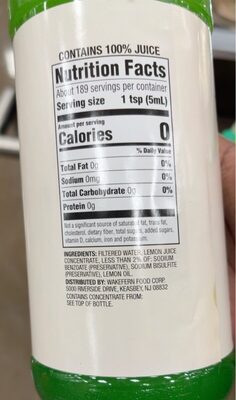 CONTAINS 100% JUICE
Nutrition Facts
About 189 servings per container
Serving size 1 tsp (5mL)
Amount per serving
Calories 0
% Daily Value
Total Fat 0g 0%
Sodium 0mg 0%
Total Carbohydrate 0g 0%
Protein 0g
Not a significant source of saturated fat, trans fat,
cholesterol, dietary fiber, total sugars, added sugars,
vitamin D, calcium, iron and potassium.
INGREDIENTS: FILTERED WATER, LEMON JUICE
CONCENTRATE, LESS THAN 2% OF: SODIUM
BENZOATE (PRESERVATIVE), SODIUM BISULFITE
(PRESERVATIVE), LEMON OIL.
DISTRIBUTED BY: WAKEFERN FOOD CORP.
5000 RIVERSIDE DRIVE, KEASBEY, NJ 08832
CONTAINS CONCENTRATE FROM:
SEE TOP OF BOTTLE.